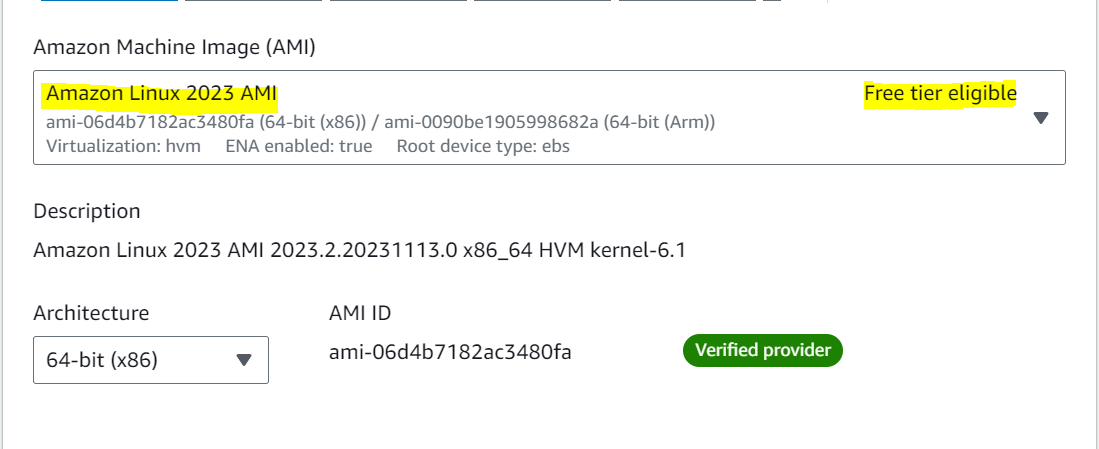 Amazon Machine Image (AMI)
Amazon Linux 2023 AMI Free tier eligible
ami-06d4b7182ac3480fa (64-bit (x86)) / ami-0090be1905998682a (64-bit (Arm))
Virtualization: hvm ENA enabled: true Root device type: ebs
Description
Amazon Linux 2023 AMI 2023.2.20231113.0 x86_64 HVM kernel-6.1
Architecture AMI ID
64-bit (x86) ami-06d4b7182ac3480fa Verified provider